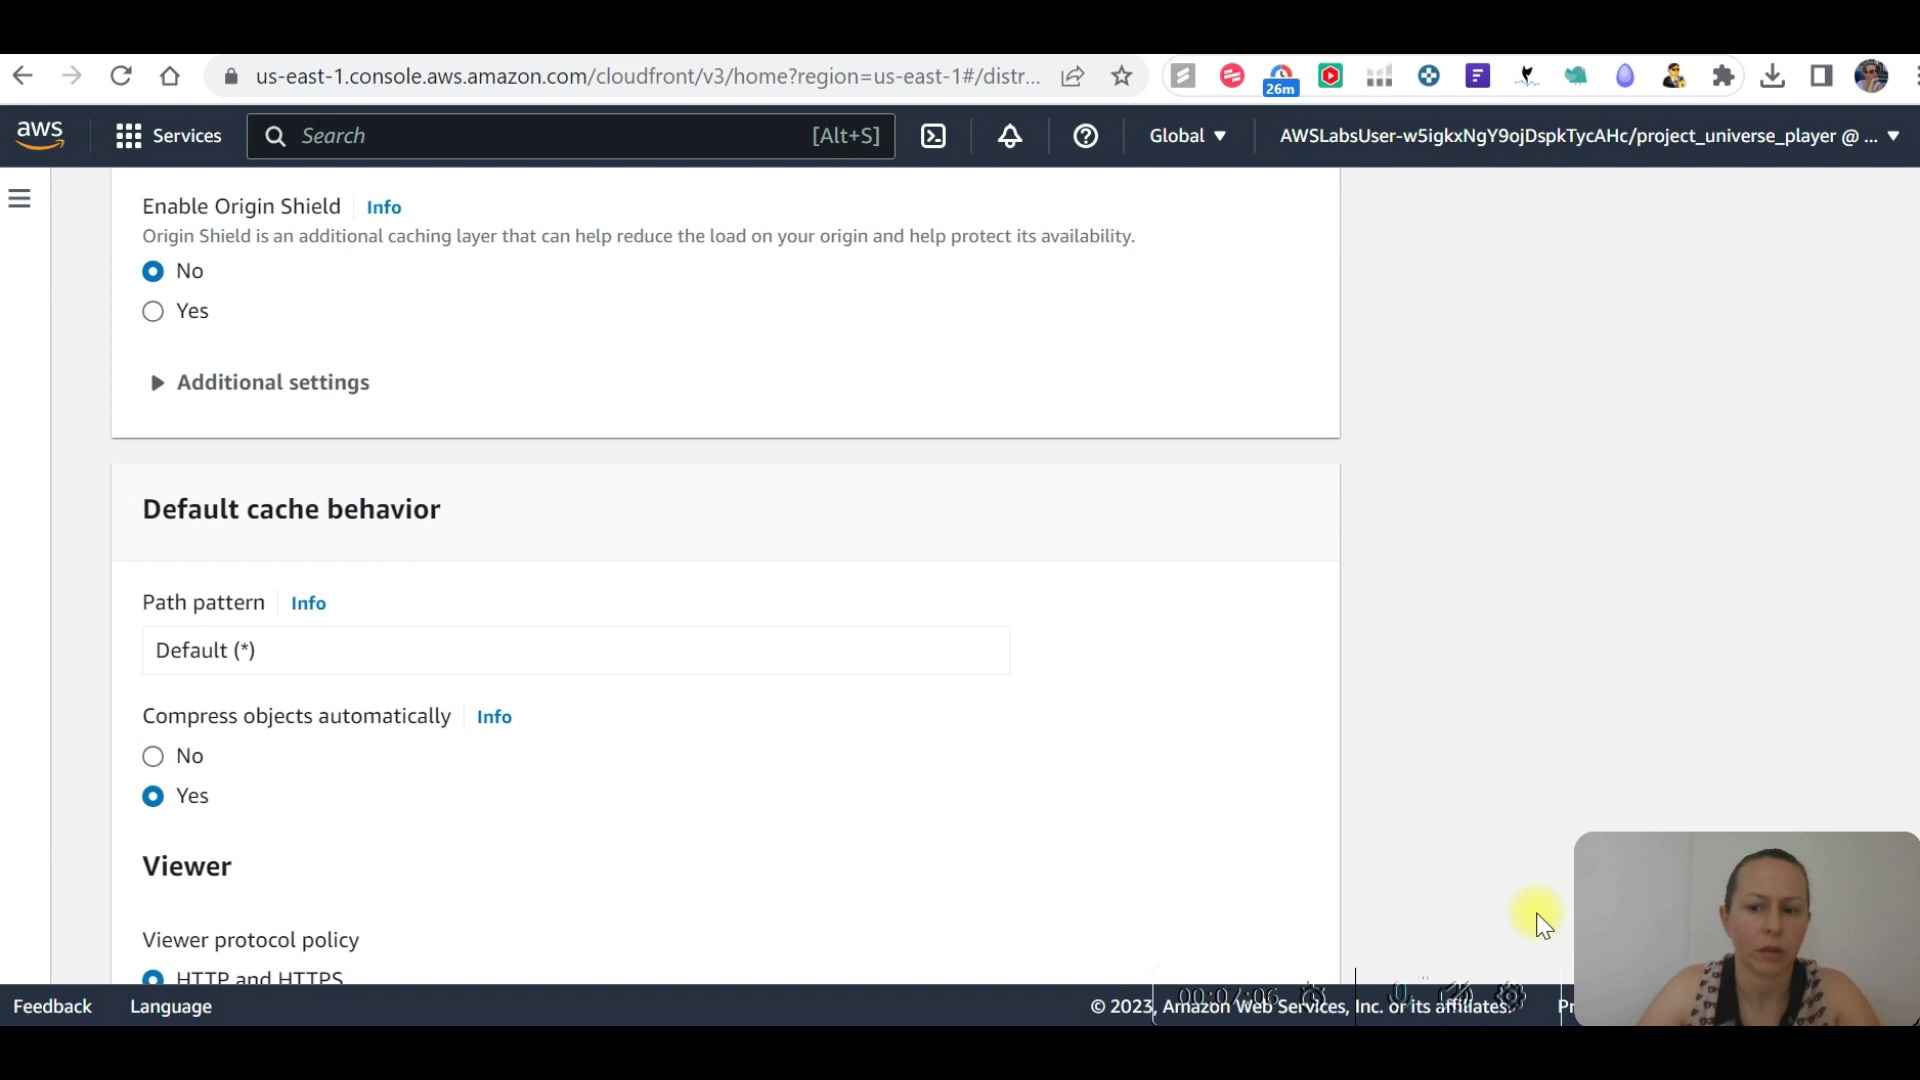 us-east-1.console.aws.amazon.com/cloudfront/v3/home?region=us-east-1#/distr...
26m
aws
Services
Search
[Alt+S]
Global
AWSLabsUser-w5igkxNgY9ojDspkTycAHc/project_universe_player @ ...
Enable Origin Shield
Info
Origin Shield is an additional caching layer that can help reduce the load on your origin and help protect its availability.
No
Yes
Additional settings
Default cache behavior
Path pattern
Info
Default (*)
Compress objects automatically
Info
No
Yes
Viewer
Viewer protocol policy
HTTP and HTTPS
Feedback
Language
© 2023, Amazon Web Services, Inc. or its affiliates.